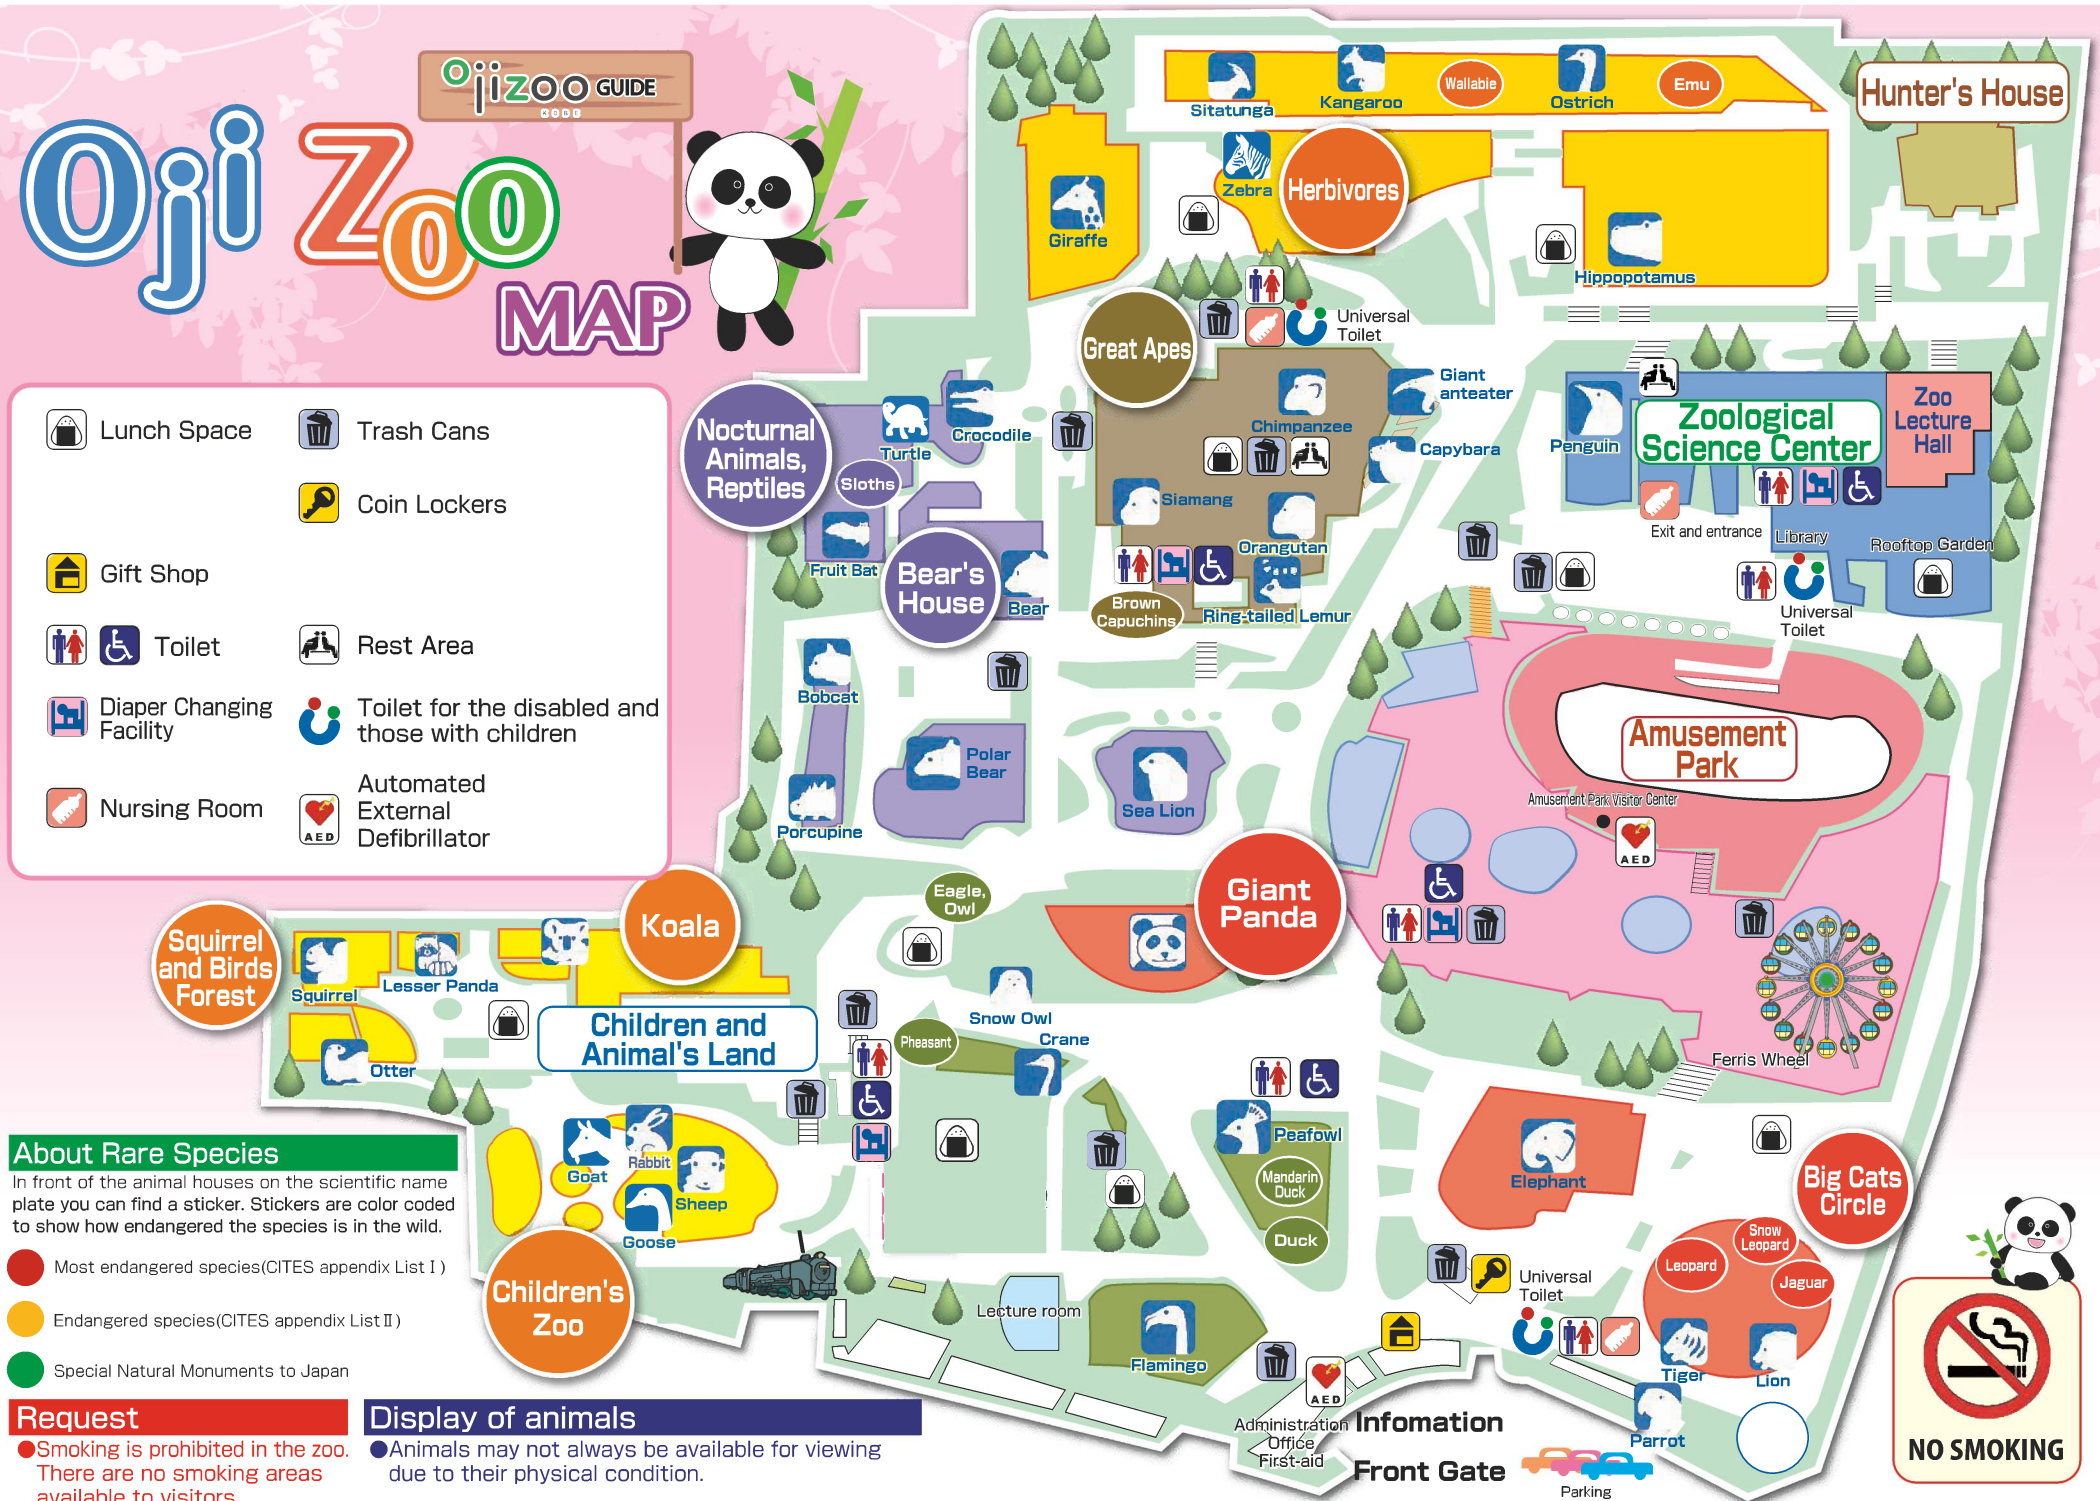 Ojizoo GUIDE
KOBE
Oji Zoo
MAP
Lunch Space
Trash Cans
Coin Lockers
Gift Shop
Toilet
Rest Area
Diaper Changing
Facility
Toilet for the disabled and
those with children
Nursing Room
AED
Automated
External
Defibrillator
Sitatunga
Kangaroo
Wallabie
Ostrich
Emu
Hunter's House
Zebra
Herbivores
Giraffe
Hippopotamus
Universal
Toilet
Great Apes
Giant
anteater
Chimpanzee
Capybara
Siamang
Orangutan
Brown
Capuchins
Ring-tailed Lemur
Nocturnal
Animals,
Reptiles
Turtle
Crocodile
Sloths
Fruit Bat
Bear's
House
Bear
Penguin
Zoological
Science Center
Zoo
Lecture
Hall
Exit and entrance
Library
Rooftop Garden
Universal
Toilet
Bobcat
Polar
Bear
Porcupine
Sea Lion
Amusement
Park
Amusement Park Visitor Center
AED
Ferris Wheel
Giant
Panda
Eagle,
Owl
Snow Owl
Pheasant
Crane
Koala
Squirrel
and Birds
Forest
Squirrel
Lesser Panda
Otter
Children and
Animal's Land
Goat
Rabbit
Sheep
Goose
Children's
Zoo
Peafowl
Mandarin
Duck
Duck
Elephant
Big Cats
Circle
Snow
Leopard
Leopard
Jaguar
Tiger
Lion
Parrot
Universal
Toilet
Lecture room
Flamingo
AED
Administration
Office
First-aid
Infomation
Front Gate
Parking
NO SMOKING
About Rare Species
In front of the animal houses on the scientific name
plate you can find a sticker. Stickers are color coded
to show how endangered the species is in the wild.
Most endangered species(CITES appendix List Ⅰ)
Endangered species(CITES appendix List Ⅱ)
Special Natural Monuments to Japan
Request
●Smoking is prohibited in the zoo.
There are no smoking areas
available to visitors
Display of animals
●Animals may not always be available for viewing
due to their physical condition.